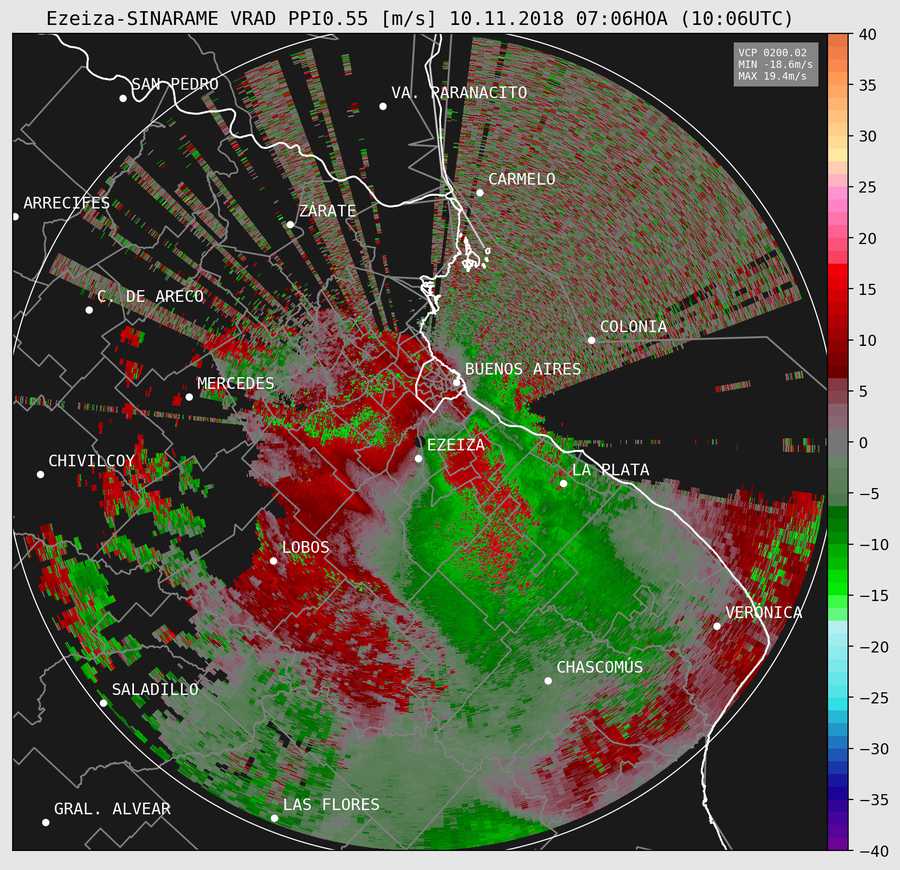 Ezeiza-SINARAME VRAD PPI0.55 [m/s] 10.11.2018 07:06HOA (10:06UTC)
VCP 0200.02
MIN -18.6m/s
MAX 19.4m/s
SAN PEDRO
VA. PARANACITO
ARRECIFES
CARMELO
ZÁRATE
C. DE ARECO
COLONIA
MERCEDES
BUENOS AIRES
CHIVILCOY
EZEIZA
LA PLATA
LOBOS
VERÓNICA
CHASCOMÚS
SALADILLO
GRAL. ALVEAR
LAS FLORES
40
35
30
25
20
15
10
5
0
−5
−10
−15
−20
−25
−30
−35
−40